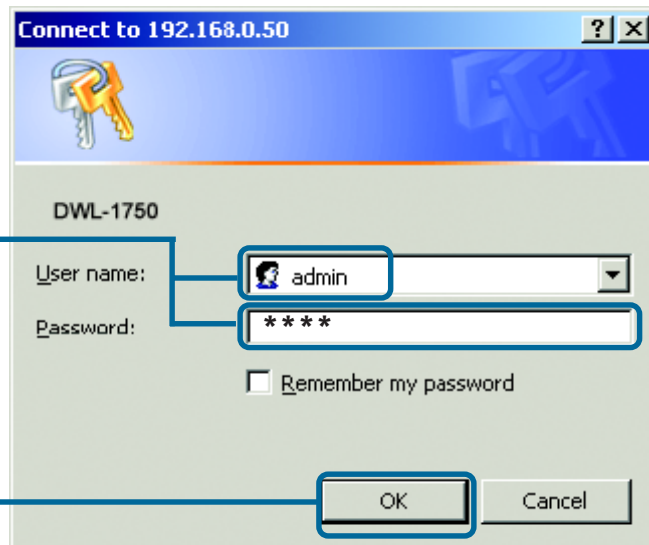 Connect to 192.168.0.50
DWL-1750
User name:
admin
Password:
****
Remember my password
OK
Cancel